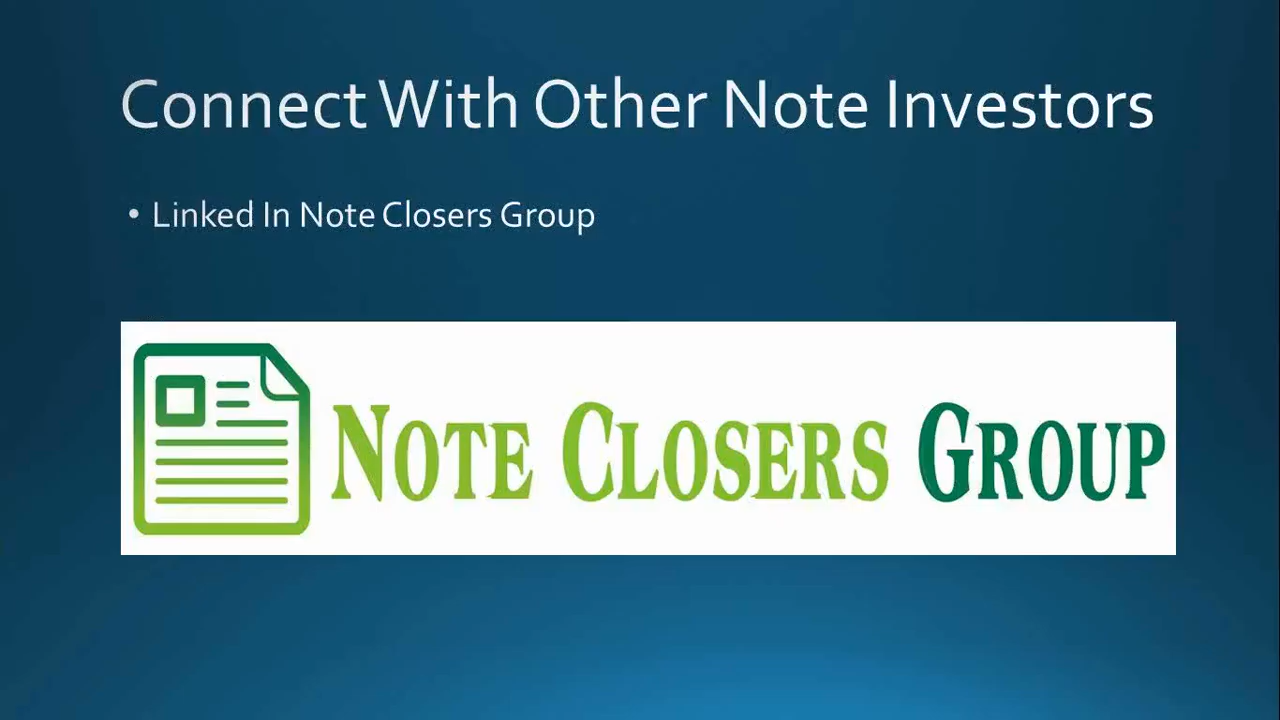 Connect With Other Note Investors
• Linked In Note Closers Group
NOTE CLOSERS GROUP